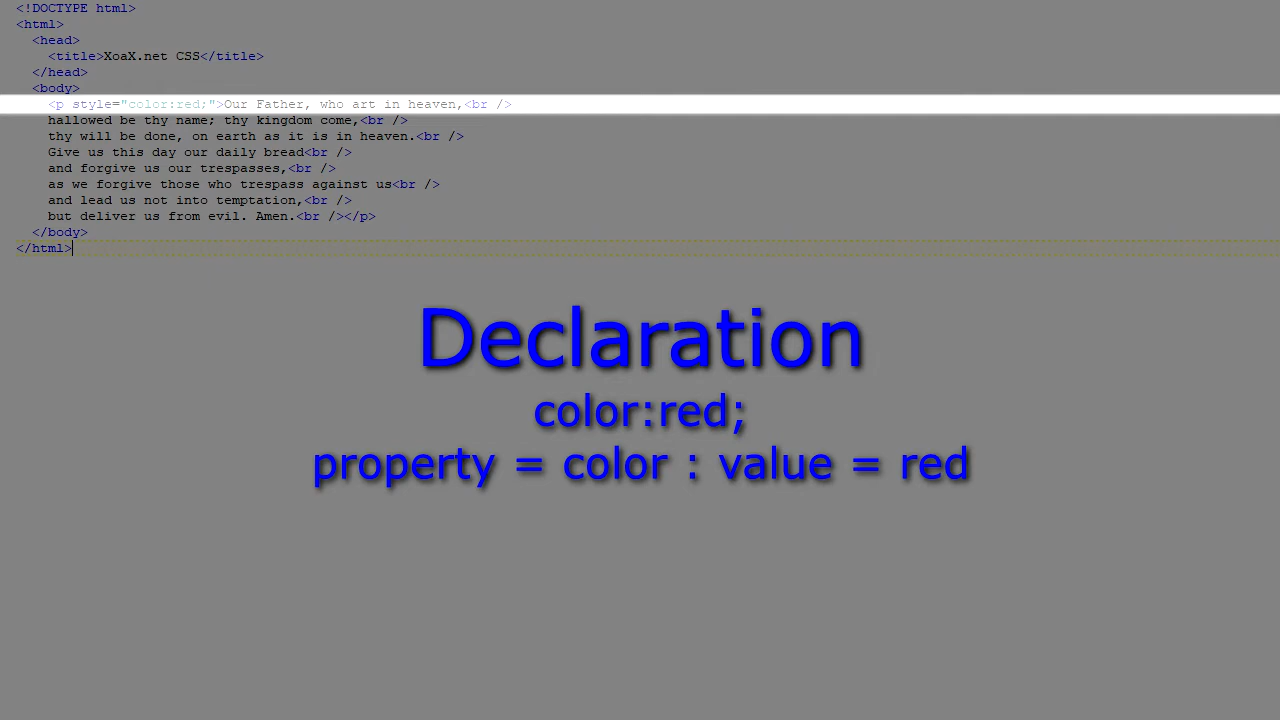 <!DOCTYPE html>
<html>
<head>
<title>XoaX.net CSS</title>
</head>
<body>
<p style="color:red;">Our Father, who art in heaven,<br />
hallowed be thy name; thy kingdom come,<br />
thy will be done, on earth as it is in heaven.<br />
Give us this day our daily bread<br />
and forgive us our trespasses,<br />
as we forgive those who trespass against us<br />
and lead us not into temptation,<br />
but deliver us from evil. Amen.<br /></p>
</body>
</html>
Declaration
color:red;
property = color : value = red